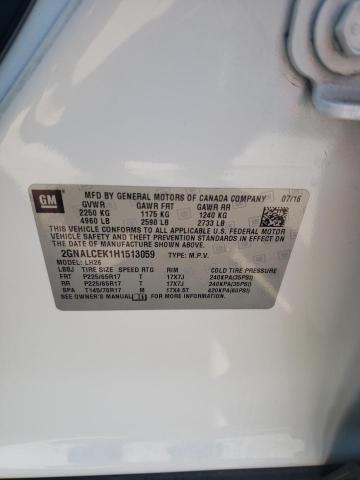 GM
MFD BY GENERAL MOTORS OF CANADA COMPANY 07/16
GVWR GAWR FRT GAWR RR
2250 KG 1175 KG 1240 KG
4960 LB 2590 LB 2733 LB
THIS VEHICLE CONFORMS TO ALL APPLICABLE U.S. FEDERAL MOTOR
VEHICLE SAFETY AND THEFT PREVENTION STANDARDS IN EFFECT ON
THE DATE OF MANUFACTURE SHOWN ABOVE.
2GNALCEK1H1513059 TYPE: M.P.V.
MODEL: LH26
LBBJ TIRE SIZE SPEED RTG RIM COLD TIRE PRESSURE
FRT P225/65R17 T 17X7J 240KPA(35PSI)
RR P225/65R17 T 17X7J 240KPA(35PSI)
SPA T145/70R17 M 17X4.5T 420KPA(60PSI)
SEE OWNER'S MANUAL FOR ADDITIONAL INFORMATION